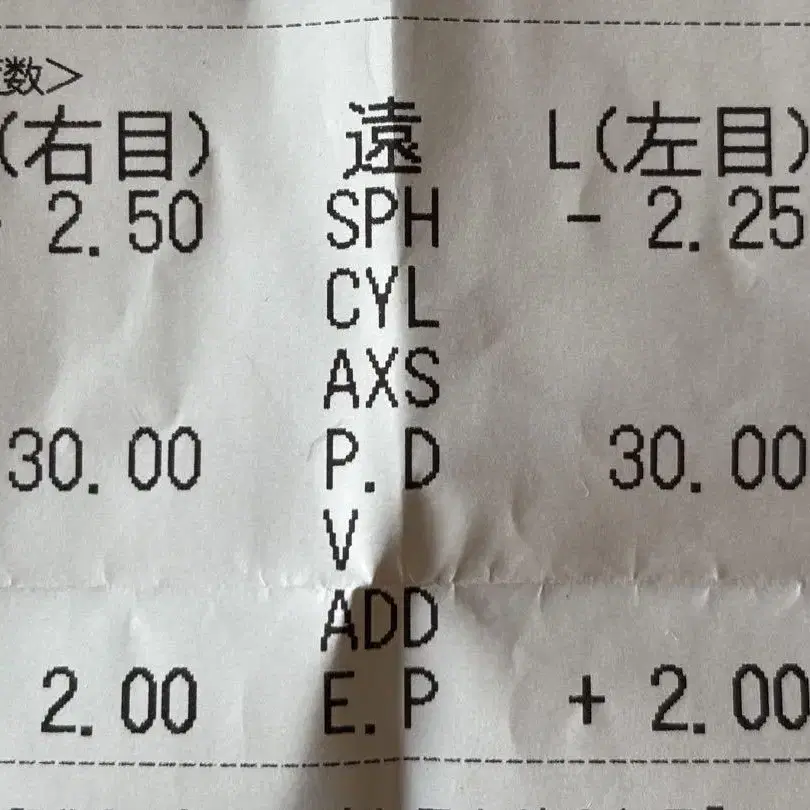 度数>
(右目) 遠 L(左目)
- 2.50 SPH - 2.25
CYL
AXS
30.00 P.D 30.00
V
ADD
2.00 E.P + 2.00